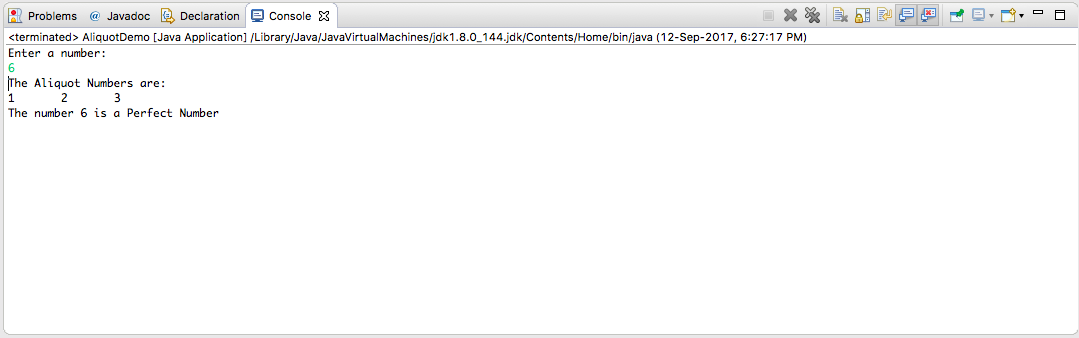 Problems @ Javadoc Declaration Console
<terminated> AliquotDemo [Java Application] /Library/Java/JavaVirtualMachines/jdk1.8.0_144.jdk/Contents/Home/bin/java (12-Sep-2017, 6:27:17 PM)
Enter a number:
6
The Aliquot Numbers are:
1 2 3
The number 6 is a Perfect Number